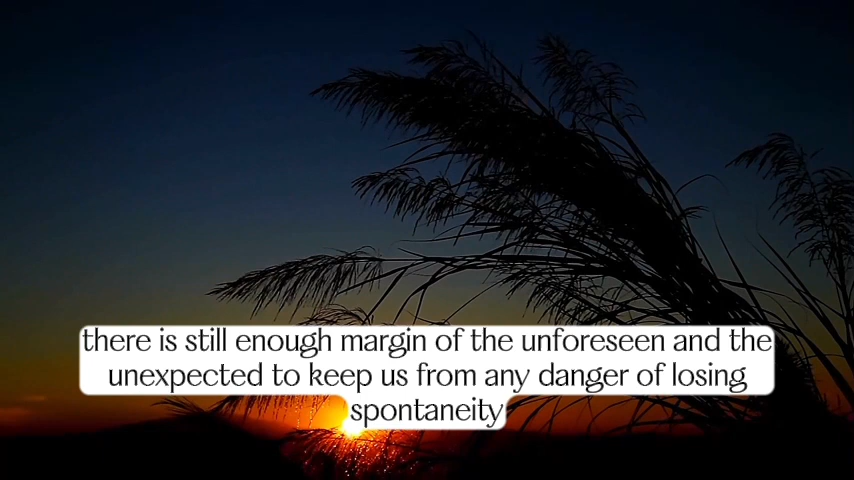 there is still enough margin of the unforeseen and the
unexpected to keep us from any danger of losing
spontaneity